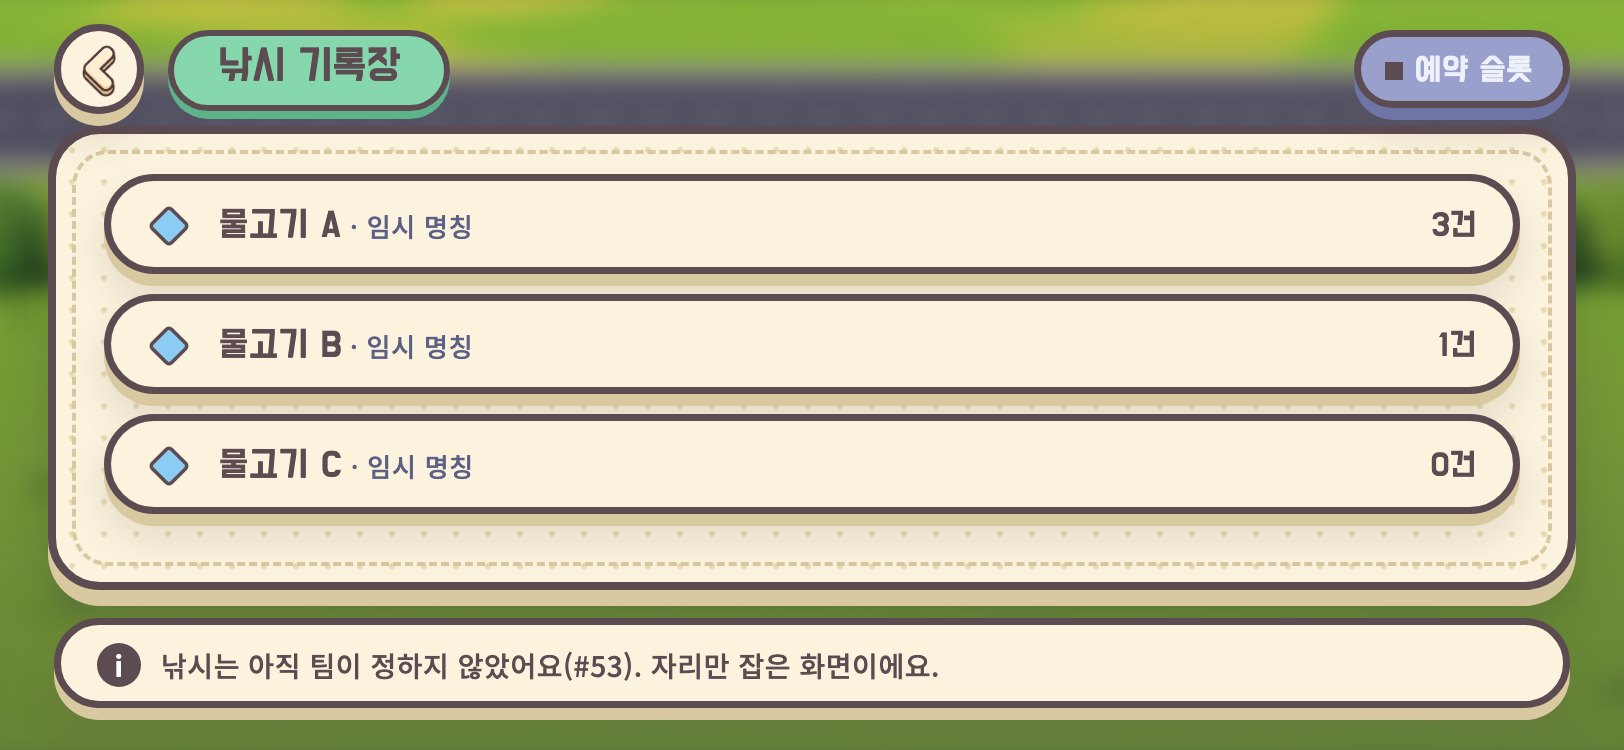 낚시 기록장
예약 슬롯
물고기 A · 임시 명칭
3건
물고기 B · 임시 명칭
1건
물고기 C · 임시 명칭
0건
낚시는 아직 팀이 정하지 않았어요(#53). 자리만 잡은 화면이에요.